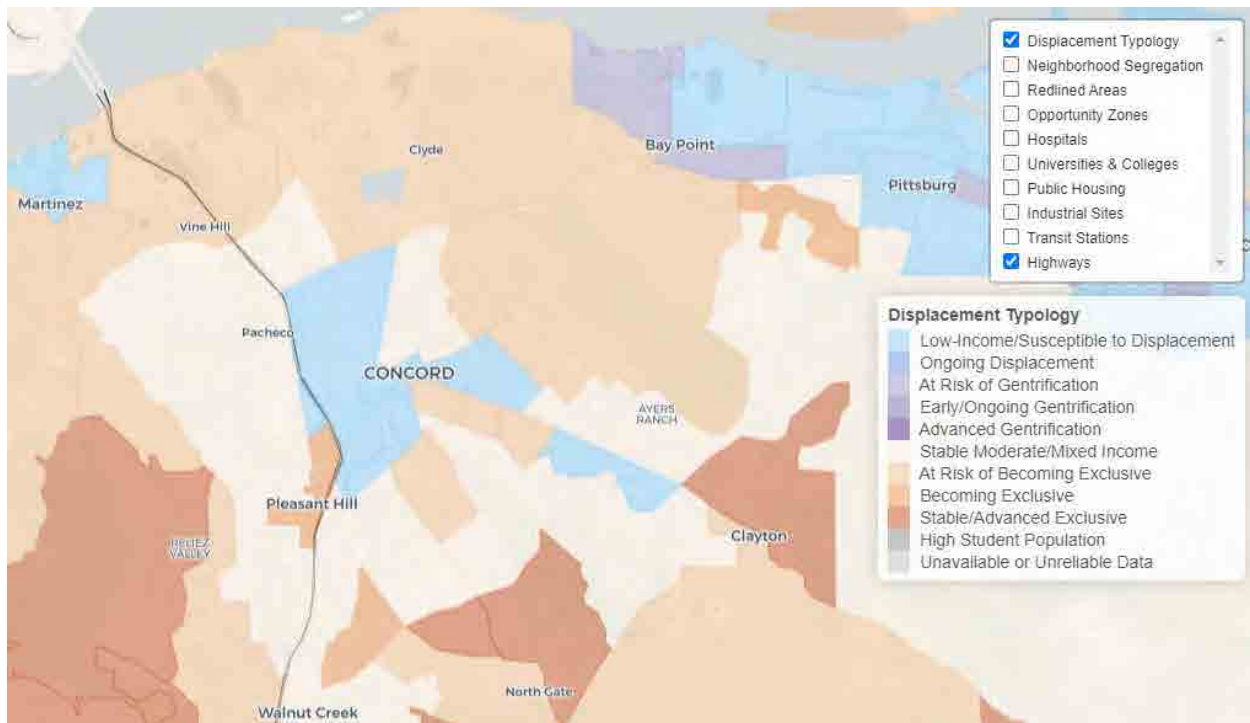 Displacement Typology
Neighborhood Segregation
Redlined Areas
Opportunity Zones
Hospitals
Universities & Colleges
Public Housing
Industrial Sites
Transit Stations
Highways
Displacement Typology
Low-Income/Susceptible to Displacement
Ongoing Displacement
At Risk of Gentrification
Early/Ongoing Gentrification
Advanced Gentrification
Stable Moderate/Mixed Income
At Risk of Becoming Exclusive
Becoming Exclusive
Stable/Advanced Exclusive
High Student Population
Unavailable or Unreliable Data
Clyde
Bay Point
Pittsburg
Martinez
Vine Hill
Pacheco
CONCORD
AYERS
RANCH
Pleasant Hill
RELIEZ
VALLEY
Clayton
North Gate
Walnut Creek